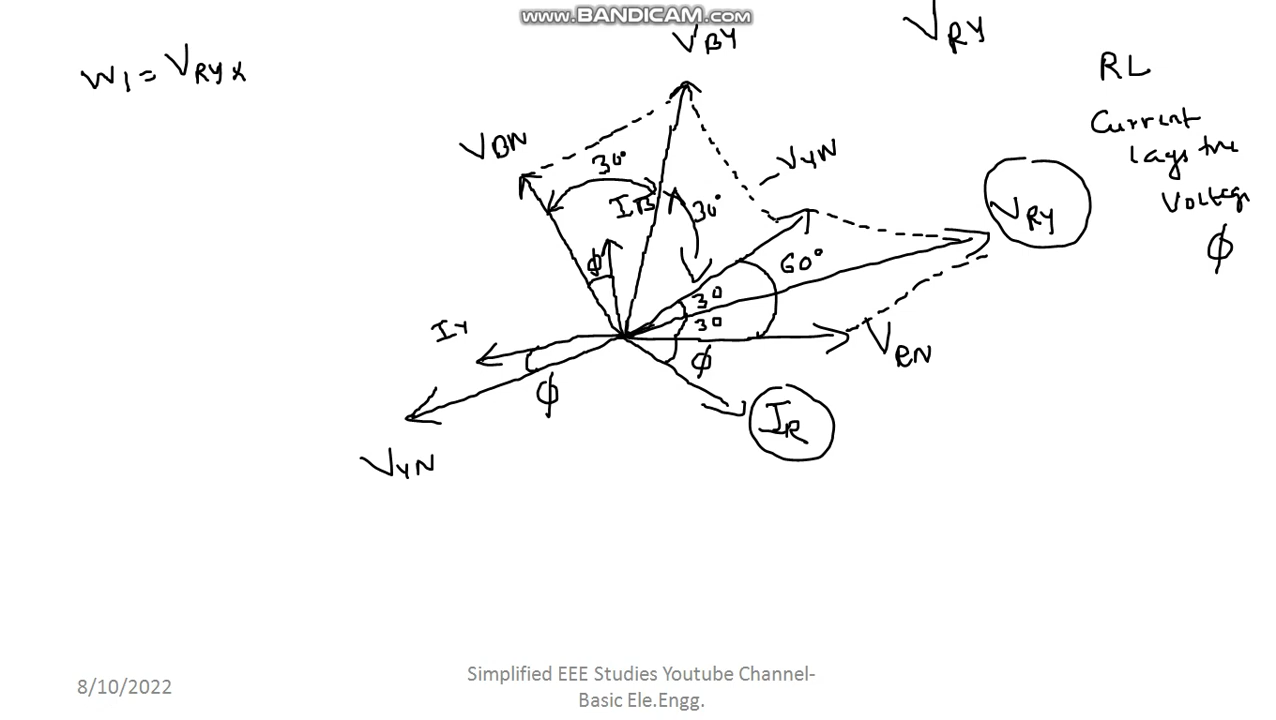 www.BANDICAM.com
W1 = VRY x
VBY
VRY
RL
Current
lags the
Voltage
ϕ
VBN
30°
VYN
IB
30°
VRY
ϕ
60°
30
30
IY
VRN
ϕ
ϕ
IR
VYN
8/10/2022
Simplified EEE Studies Youtube Channel-
Basic Ele.Engg.